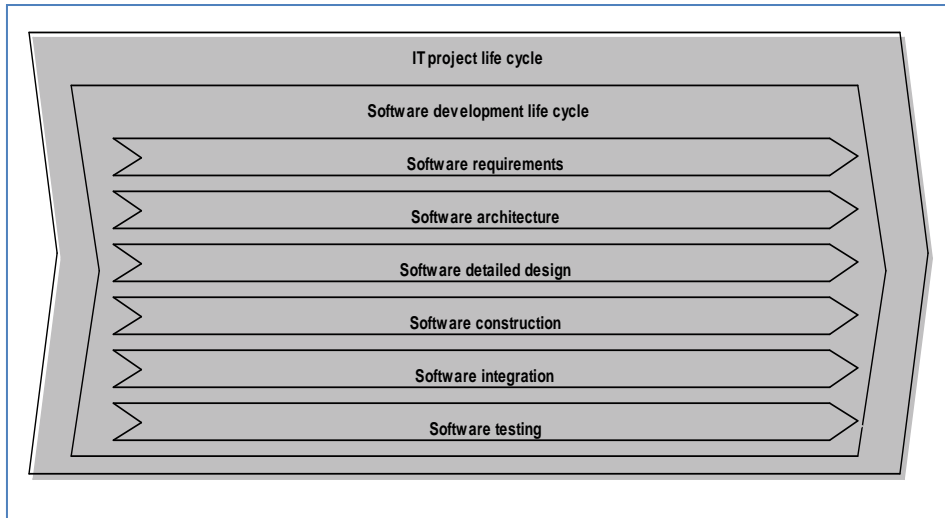 IT project life cycle
Software development life cycle
Software requirements
Software architecture
Software detailed design
Software construction
Software integration
Software testing